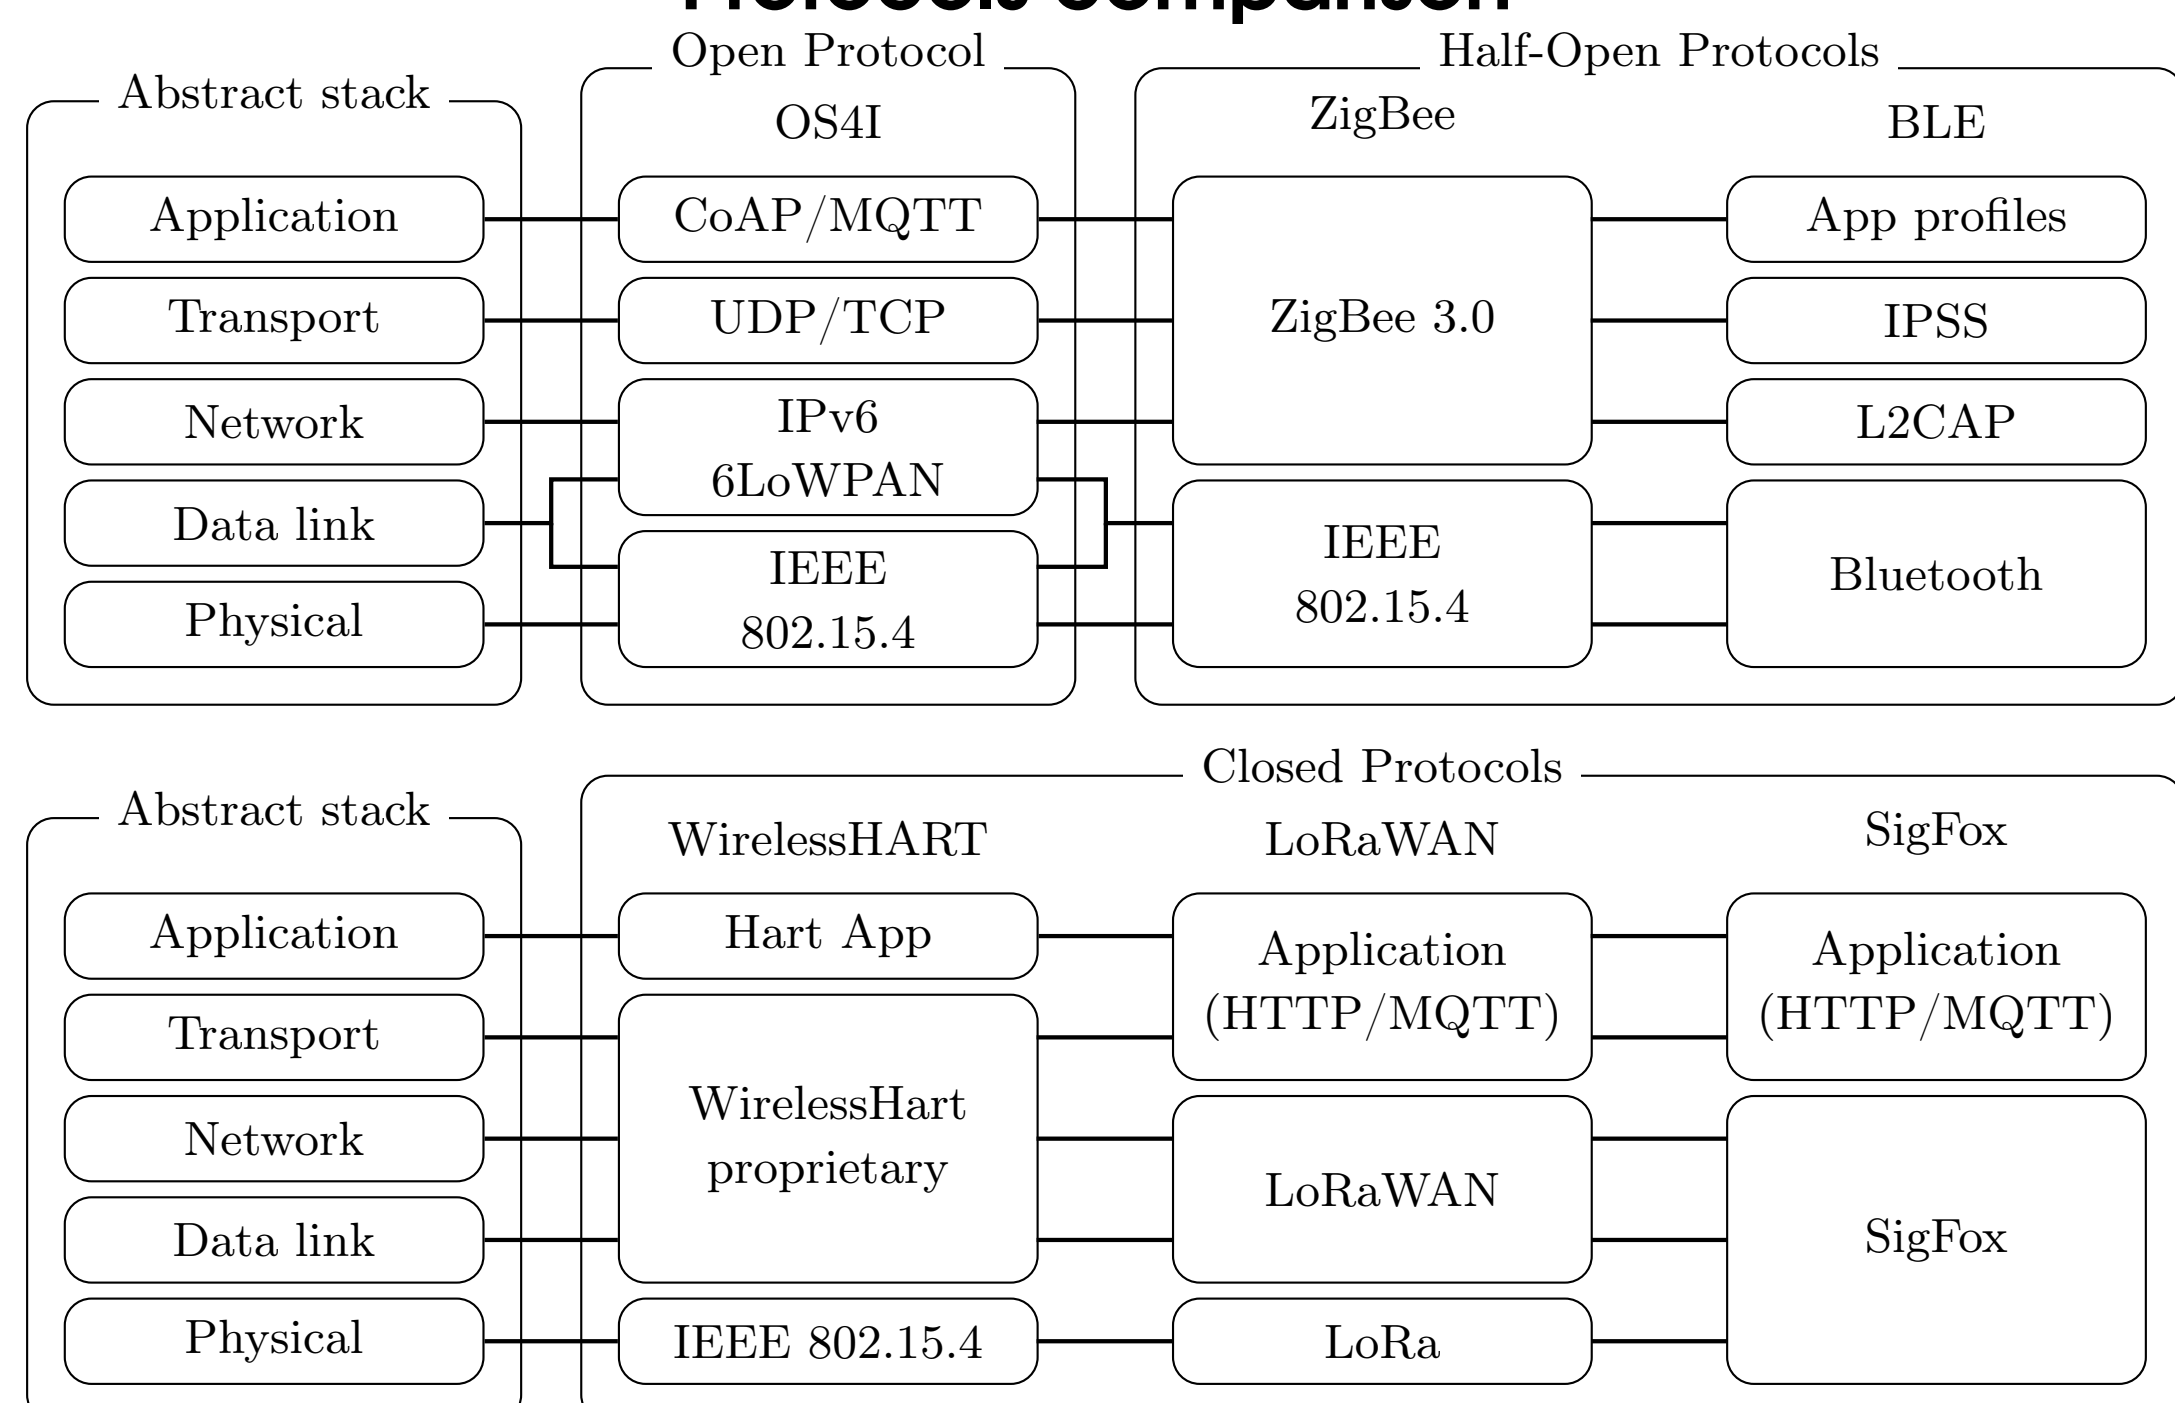 Protocols comparison
Open Protocol
Half-Open Protocols
Abstract stack
OS4I
ZigBee
BLE
Application
CoAP/MQTT
App profiles
Transport
UDP/TCP
ZigBee 3.0
IPSS
Network
IPv6
6LoWPAN
L2CAP
Data link
IEEE
802.15.4
IEEE
802.15.4
Bluetooth
Physical
Closed Protocols
Abstract stack
WirelessHART
LoRaWAN
SigFox
Application
Hart App
Application
(HTTP/MQTT)
Application
(HTTP/MQTT)
Transport
WirelessHart
proprietary
Network
LoRaWAN
Data link
SigFox
Physical
IEEE 802.15.4
LoRa